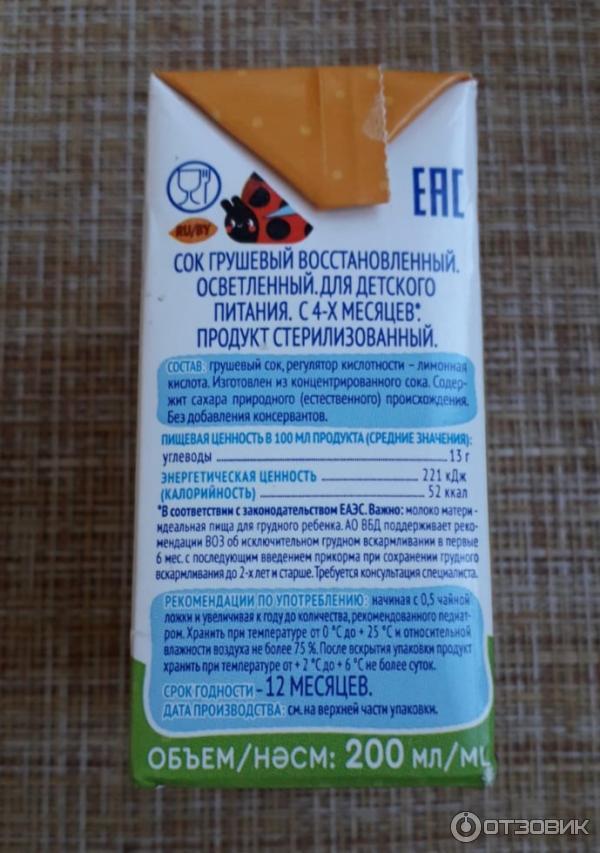 EAC
RU/BY
СОК ГРУШЕВЫЙ ВОССТАНОВЛЕННЫЙ.
ОСВЕТЛЕННЫЙ. ДЛЯ ДЕТСКОГО
ПИТАНИЯ. С 4-Х МЕСЯЦЕВ*.
ПРОДУКТ СТЕРИЛИЗОВАННЫЙ.
СОСТАВ: грушевый сок, регулятор кислотности – лимонная
кислота. Изготовлен из концентрированного сока. Содер-
жит сахара природного (естественного) происхождения.
Без добавления консервантов.
ПИЩЕВАЯ ЦЕННОСТЬ В 100 МЛ ПРОДУКТА (СРЕДНИЕ ЗНАЧЕНИЯ):
углеводы 13 г
ЭНЕРГЕТИЧЕСКАЯ ЦЕННОСТЬ 221 кДж
(КАЛОРИЙНОСТЬ) 52 ккал
*В соответствии с законодательством ЕАЭС. Важно: молоко матери-
идеальная пища для грудного ребенка. АО ВБД поддерживает реко-
мендации ВОЗ об исключительном грудном вскармливании в первые
6 мес. с последующим введением прикорма при сохранении грудного
вскармливания до 2-х лет и старше. Требуется консультация специалиста.
РЕКОМЕНДАЦИИ ПО УПОТРЕБЛЕНИЮ: начиная с 0,5 чайной
ложки и увеличивая к году до количества, рекомендованного педиат-
ром. Хранить при температуре от 0 °С до + 25 °С и относительной
влажности воздуха не более 75 %. После вскрытия упаковки продукт
хранить при температуре от + 2 °С до + 6 °С не более суток.
СРОК ГОДНОСТИ – 12 МЕСЯЦЕВ.
ДАТА ПРОИЗВОДСТВА: см. на верхней части упаковки.
ОБЪЕМ/HƏCM: 200 МЛ/ML
ОТЗОВИК